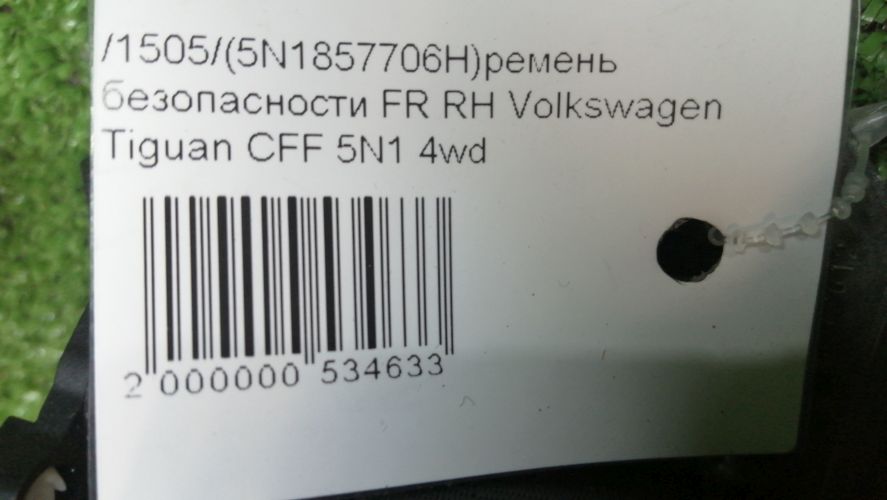 /1505/(5N1857706H)ремень
безопасности FR RH Volkswagen
Tiguan CFF 5N1 4wd
2 000000 534633